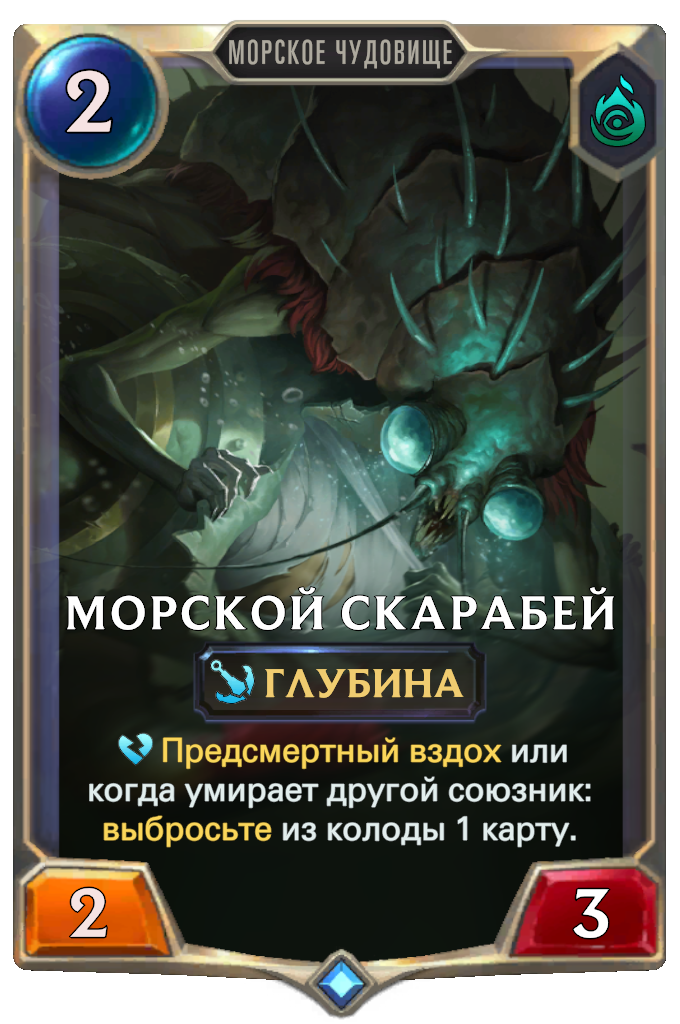 МОРСКОЕ ЧУДОВИЩЕ
2
МОРСКОЙ СКАРАБЕЙ
ГЛУБИНА
Предсмертный вздох или
когда умирает другой союзник:
выбросьте из колоды 1 карту.
2
3